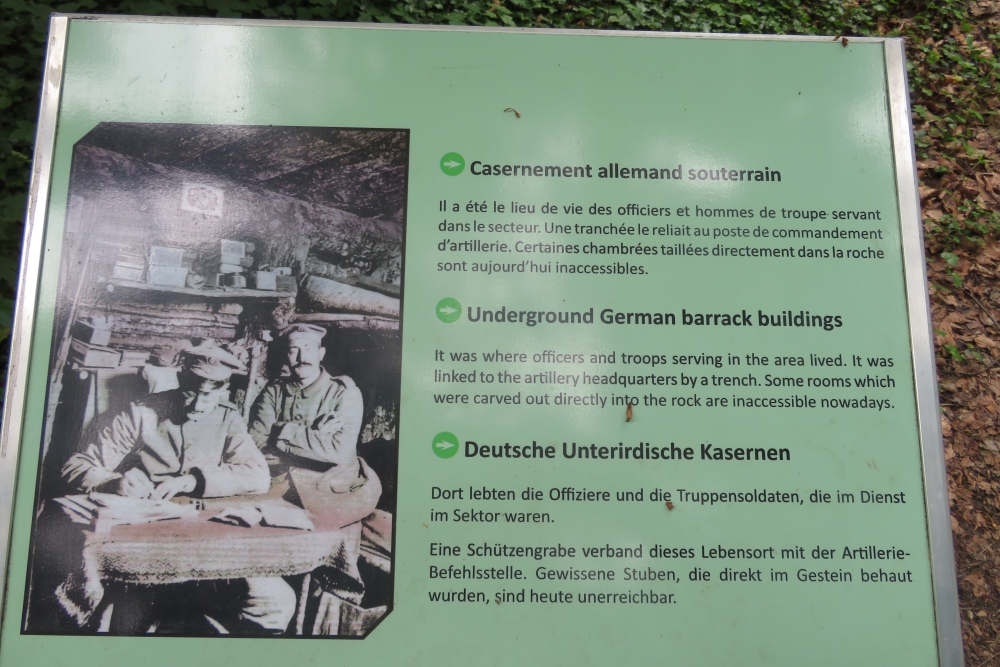 Casernement allemand souterrain
Il a été le lieu de vie des officiers et hommes de troupe servant
dans le secteur. Une tranchée le reliait au poste de commandement
d'artillerie. Certaines chambrées taillées directement dans la roche
sont aujourd'hui inaccessibles.
Underground German barrack buildings
It was where officers and troops serving in the area lived. It was
linked to the artillery headquarters by a trench. Some rooms which
were carved out directly into the rock are inaccessible nowadays.
Deutsche Unterirdische Kasernen
Dort lebten die Offiziere und die Truppensoldaten, die im Dienst
im Sektor waren.
Eine Schützengrabe verband dieses Lebensort mit der Artillerie-
Befehlsstelle. Gewissene Stuben, die direkt im Gestein behaut
wurden, sind heute unerreichbar.